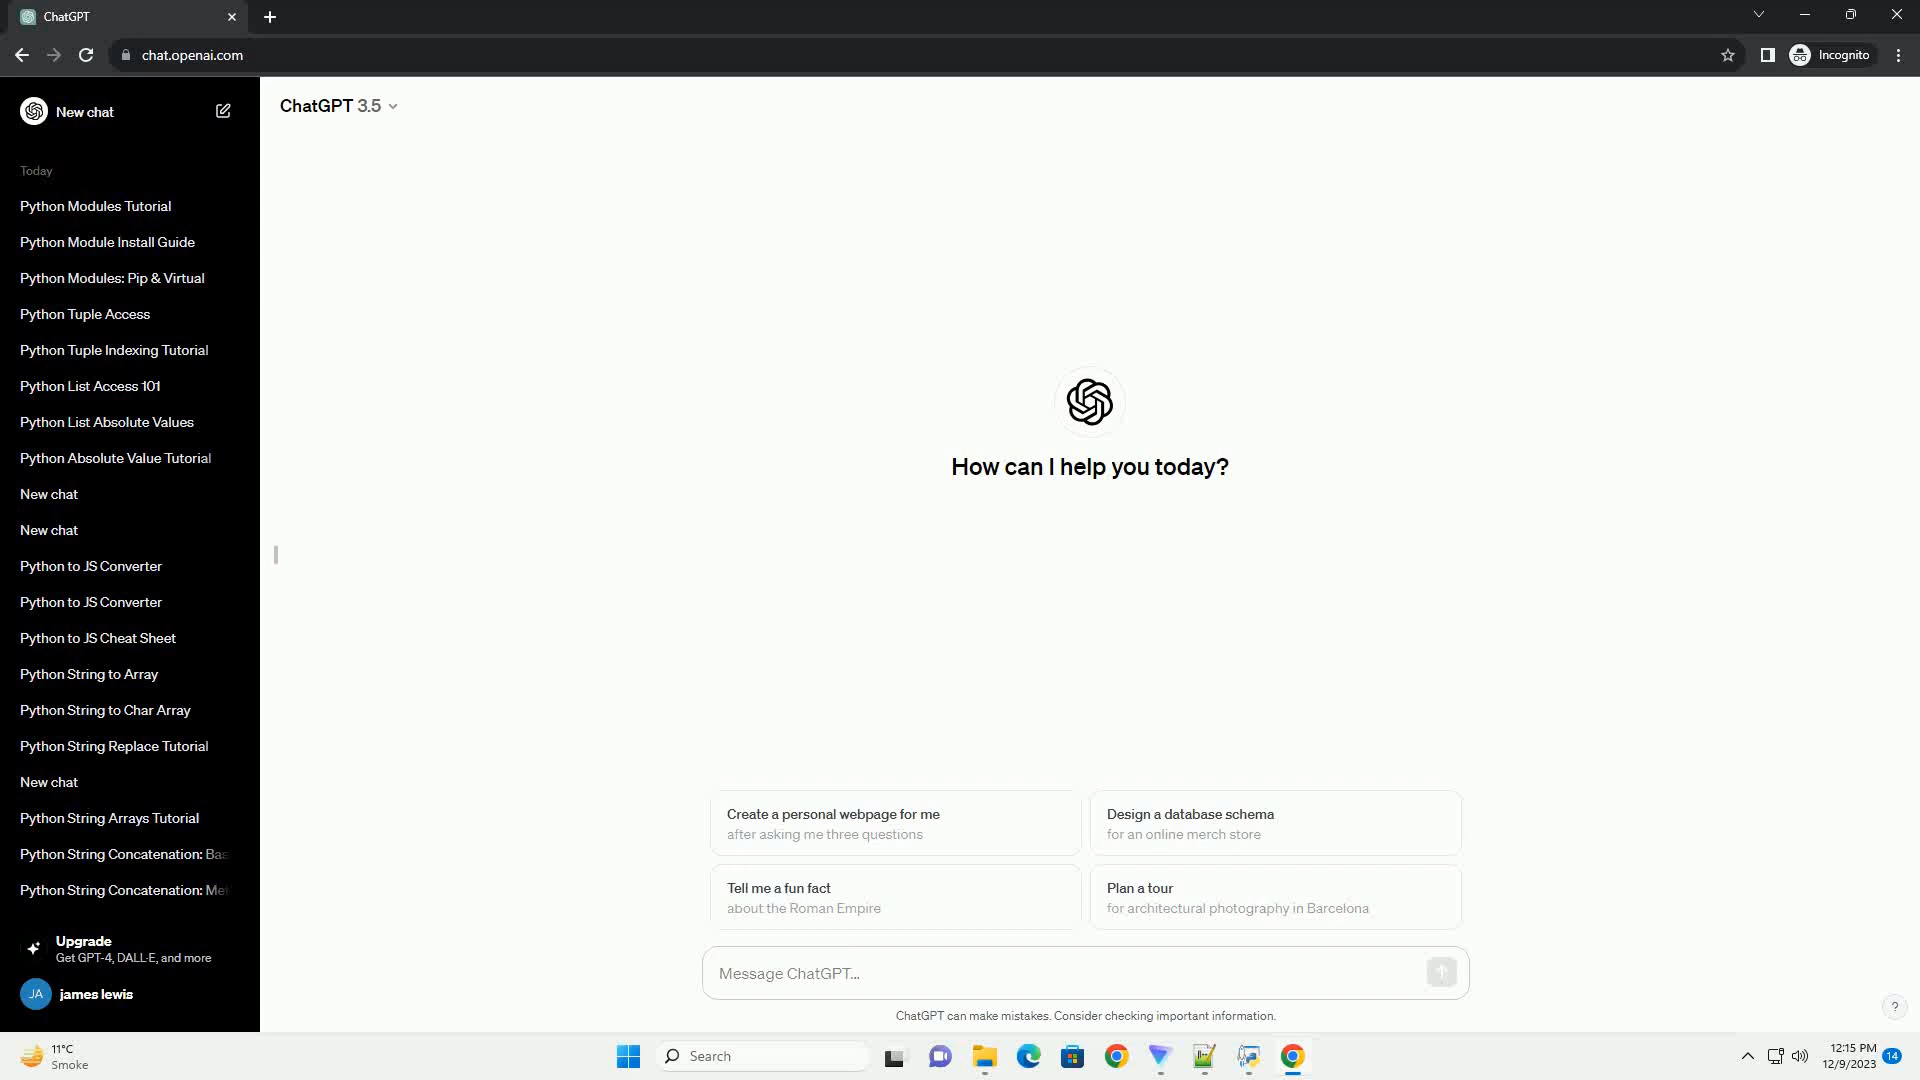 ChatGPT
chat.openai.com
Incognito
New chat
ChatGPT 3.5
Today
Python Modules Tutorial
Python Module Install Guide
Python Modules: Pip & Virtual
Python Tuple Access
Python Tuple Indexing Tutorial
Python List Access 101
Python List Absolute Values
Python Absolute Value Tutorial
New chat
New chat
Python to JS Converter
Python to JS Converter
Python to JS Cheat Sheet
Python String to Array
Python String to Char Array
Python String Replace Tutorial
New chat
Python String Arrays Tutorial
Python String Concatenation: Bas
Python String Concatenation: Met
Upgrade
Get GPT-4, DALL·E, and more
JA
james lewis
How can I help you today?
Create a personal webpage for me
after asking me three questions
Design a database schema
for an online merch store
Tell me a fun fact
about the Roman Empire
Plan a tour
for architectural photography in Barcelona
Message ChatGPT...
ChatGPT can make mistakes. Consider checking important information.
?
11°C
Smoke
Search
12:15 PM
12/9/2023
14